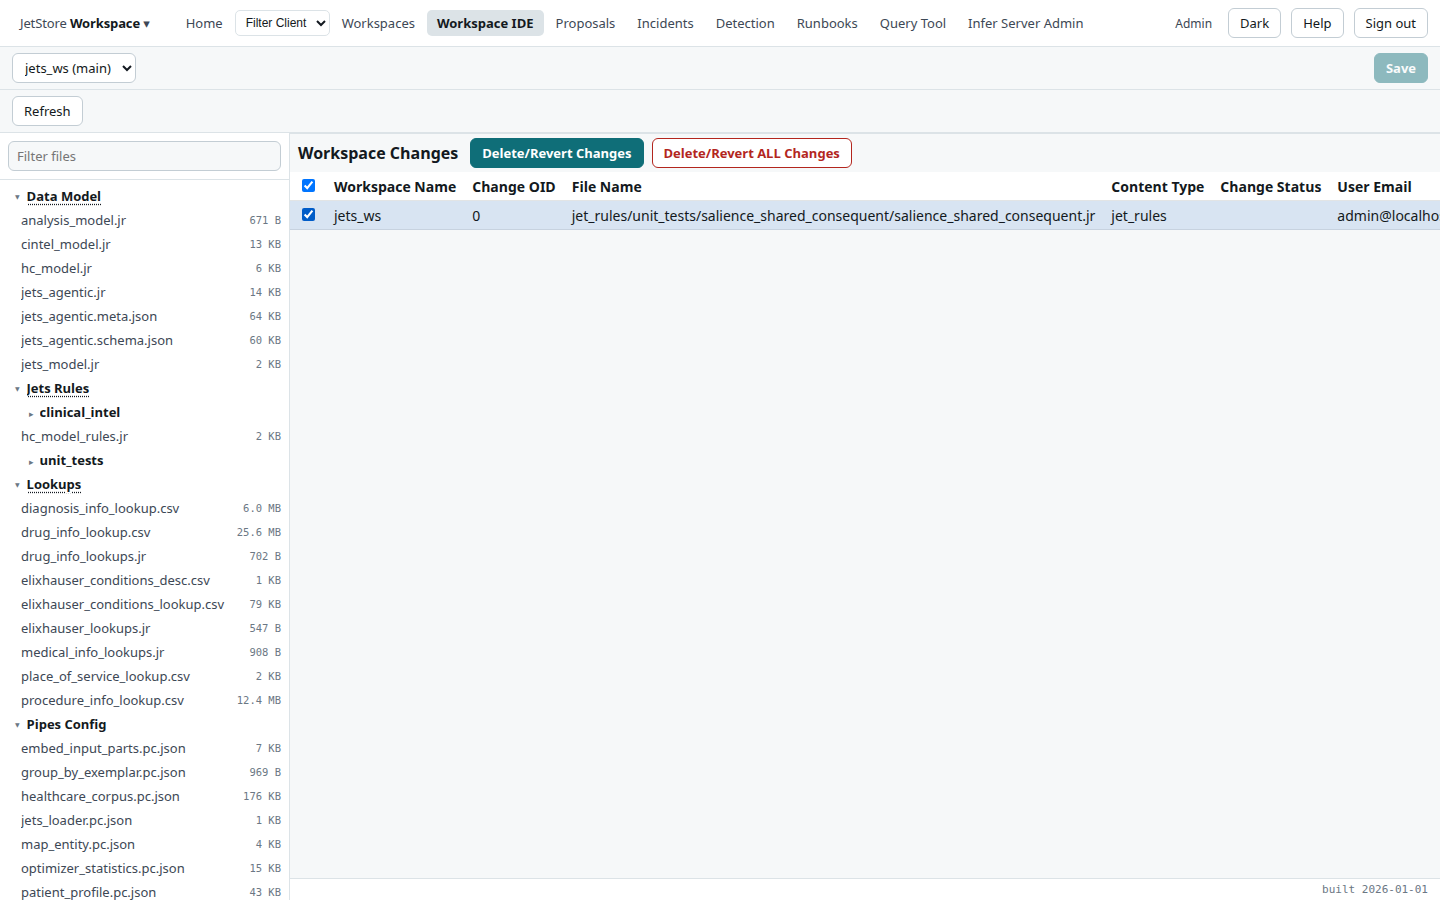 JetStore Workspace ▾ Home Filter Client Workspaces Workspace IDE Proposals Incidents Detection Runbooks Query Tool Infer Server Admin Admin Dark Help Sign out
jets_ws (main) Save
Refresh
Filter files
Workspace Changes Delete/Revert Changes Delete/Revert ALL Changes
Workspace Name Change OID File Name Content Type Change Status User Email
jets_ws 0 jet_rules/unit_tests/salience_shared_consequent/salience_shared_consequent.jr jet_rules admin@localho
Data Model
analysis_model.jr 671 B
cintel_model.jr 13 KB
hc_model.jr 6 KB
jets_agentic.jr 14 KB
jets_agentic.meta.json 64 KB
jets_agentic.schema.json 60 KB
jets_model.jr 2 KB
Jets Rules
clinical_intel
hc_model_rules.jr 2 KB
unit_tests
Lookups
diagnosis_info_lookup.csv 6.0 MB
drug_info_lookup.csv 25.6 MB
drug_info_lookups.jr 702 B
elixhauser_conditions_desc.csv 1 KB
elixhauser_conditions_lookup.csv 79 KB
elixhauser_lookups.jr 547 B
medical_info_lookups.jr 908 B
place_of_service_lookup.csv 2 KB
procedure_info_lookup.csv 12.4 MB
Pipes Config
embed_input_parts.pc.json 7 KB
group_by_exemplar.pc.json 969 B
healthcare_corpus.pc.json 176 KB
jets_loader.pc.json 1 KB
map_entity.pc.json 4 KB
optimizer_statistics.pc.json 15 KB
patient_profile.pc.json 43 KB
built 2026-01-01